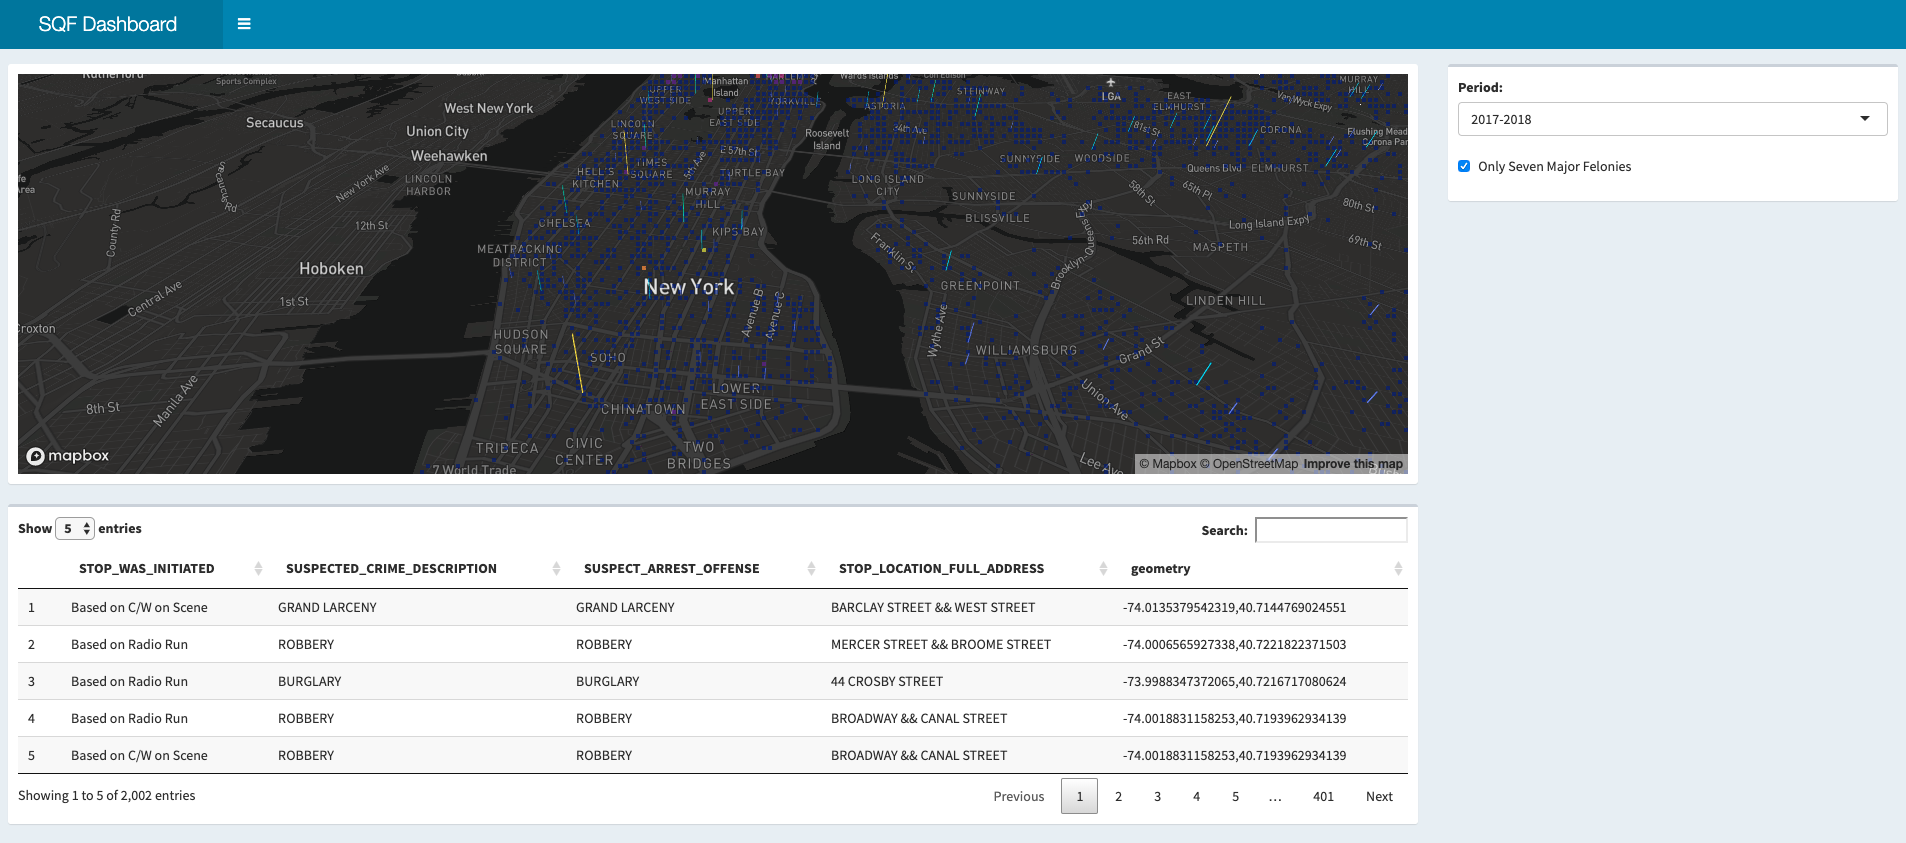 SQF Dashboard
Sports Complex
Manhattan
Island
Wards Islands
Con Edison
West New York
Secaucus
Union City
Weehawken
LINCOLN
HARBOR
New York Ave
County Rd
12th St
Hoboken
1st St
Central Ave
Croxton
8th St
Manila Ave
UPPER
WEST SIDE
YORKVILLE
UPPER
EAST SIDE
LINCOLN
SQUARE
E 57th St
TIMES
SQUARE
HELL'S
KITCHEN
TURTLE BAY
MURRAY
HILL
CHELSEA
KIPS BAY
MEATPACKING
DISTRICT
New York
Avenue B
Avenue C
HUDSON
SQUARE
SOHO
LOWER
EAST SIDE
CHINATOWN
TRIBECA
CIVIC
CENTER
TWO
BRIDGES
7 World Trade
Roosevelt
Island
ASTORIA
STEINWAY
34th Ave
LGA
EAST
ELMHURST
81st St
Van Wyck Expy
MURRAY
HILL
CORONA
Flushing Mead
Corona Par
SUNNYSIDE
WOODSIDE
Queens Blvd
ELMHURST
LONG ISLAND
CITY
SUNNYSIDE
BLISSVILLE
58th St
65th Pl
80th St
Long Island Expy
56th Rd
MASPETH
69th St
Franklin St
GREENPOINT
LINDEN HILL
Wythe Ave
WILLIAMSBURG
Grand St
Union Ave
Lee Ave
mapbox
© Mapbox © OpenStreetMap Improve this map
Period:
2017-2018
Only Seven Major Felonies
Show 5 entries
Search:
STOP_WAS_INITIATED SUSPECTED_CRIME_DESCRIPTION SUSPECT_ARREST_OFFENSE STOP_LOCATION_FULL_ADDRESS geometry
1 Based on C/W on Scene GRAND LARCENY GRAND LARCENY BARCLAY STREET && WEST STREET -74.0135379542319,40.7144769024551
2 Based on Radio Run ROBBERY ROBBERY MERCER STREET && BROOME STREET -74.0006565927338,40.7221822371503
3 Based on Radio Run BURGLARY BURGLARY 44 CROSBY STREET -73.9988347372065,40.7216717080624
4 Based on Radio Run ROBBERY ROBBERY BROADWAY && CANAL STREET -74.0018831158253,40.7193962934139
5 Based on C/W on Scene ROBBERY ROBBERY BROADWAY && CANAL STREET -74.0018831158253,40.7193962934139
Showing 1 to 5 of 2,002 entries
Previous 1 2 3 4 5 … 401 Next